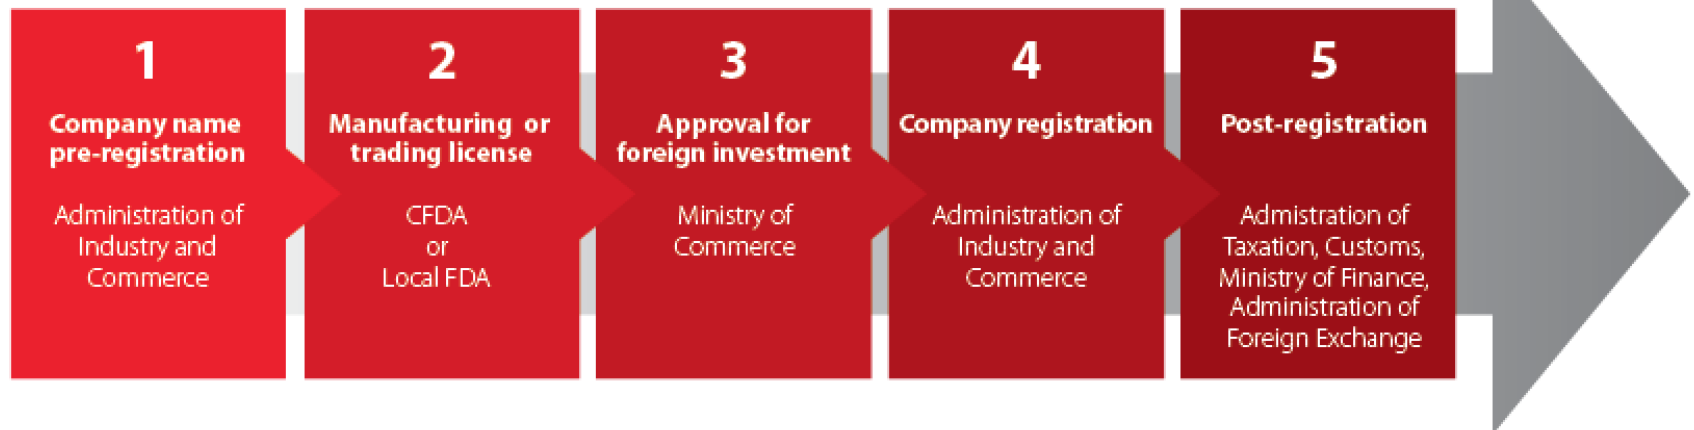 1
Company name
pre-registration
Administration of
Industry and
Commerce
2
Manufacturing or
trading license
CFDA
or
Local FDA
3
Approval for
foreign investment
Ministry of
Commerce
4
Company registration
Administration of
Industry and
Commerce
5
Post-registration
Admistration of
Taxation, Customs,
Ministry of Finance,
Administration of
Foreign Exchange